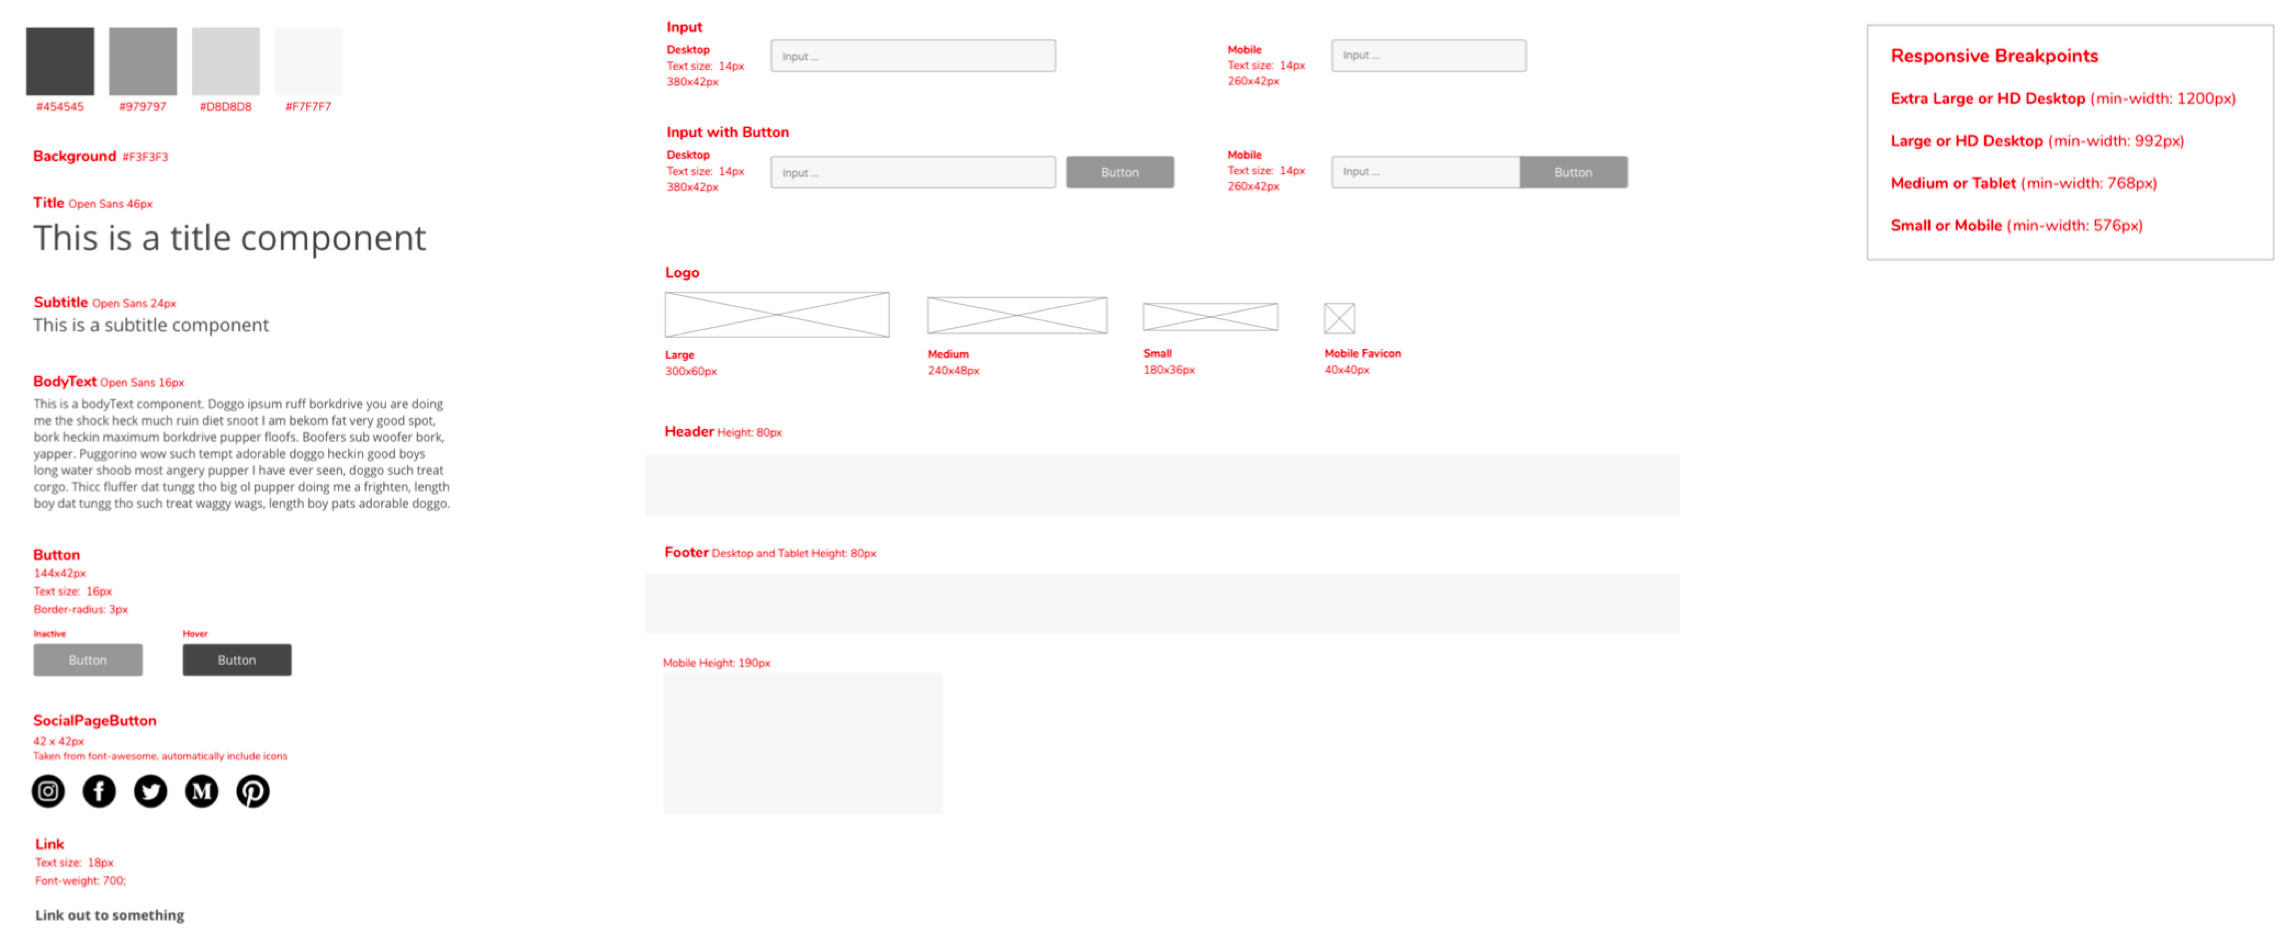 #454545
#979797
#D8D8D8
#F7F7F7
Background #F3F3F3
Title Open Sans 46px
This is a title component
Subtitle Open Sans 24px
This is a subtitle component
BodyText Open Sans 16px
This is a bodyText component. Doggo ipsum ruff borkdrive you are doing
me the shock heck much ruin diet snoot I am bekom fat very good spot,
bork heckin maximum borkdrive pupper floofs. Boofers sub woofer bork,
yapper. Puggorino wow such tempt adorable doggo heckin good boys
long water shoob most angery pupper I have ever seen, doggo such treat
corgo. Thicc fluffer dat tungg tho big ol pupper doing me a frighten, length
boy dat tungg tho such treat waggy wags, length boy pats adorable doggo.
Button
144x42px
Text size: 16px
Border-radius: 3px
Inactive
Button
Hover
Button
SocialPageButton
42 x 42px
Taken from font-awesome, automatically include icons
Link
Text size: 18px
Font-weight: 700;
Link out to something
Input
Desktop
Text size: 14px
380x42px
Input ...
Mobile
Text size: 14px
260x42px
Input ...
Input with Button
Desktop
Text size: 14px
380x42px
Input ...
Button
Mobile
Text size: 14px
260x42px
Input ...
Button
Logo
Large
300x60px
Medium
240x48px
Small
180x36px
Mobile Favicon
40x40px
Header Height: 80px
Footer Desktop and Tablet Height: 80px
Mobile Height: 190px
Responsive Breakpoints
Extra Large or HD Desktop (min-width: 1200px)
Large or HD Desktop (min-width: 992px)
Medium or Tablet (min-width: 768px)
Small or Mobile (min-width: 576px)